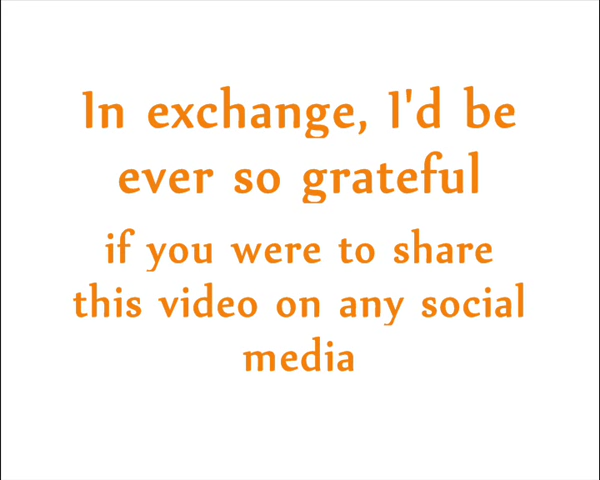 In exchange, I'd be
ever so grateful
if you were to share
this video on any social
media